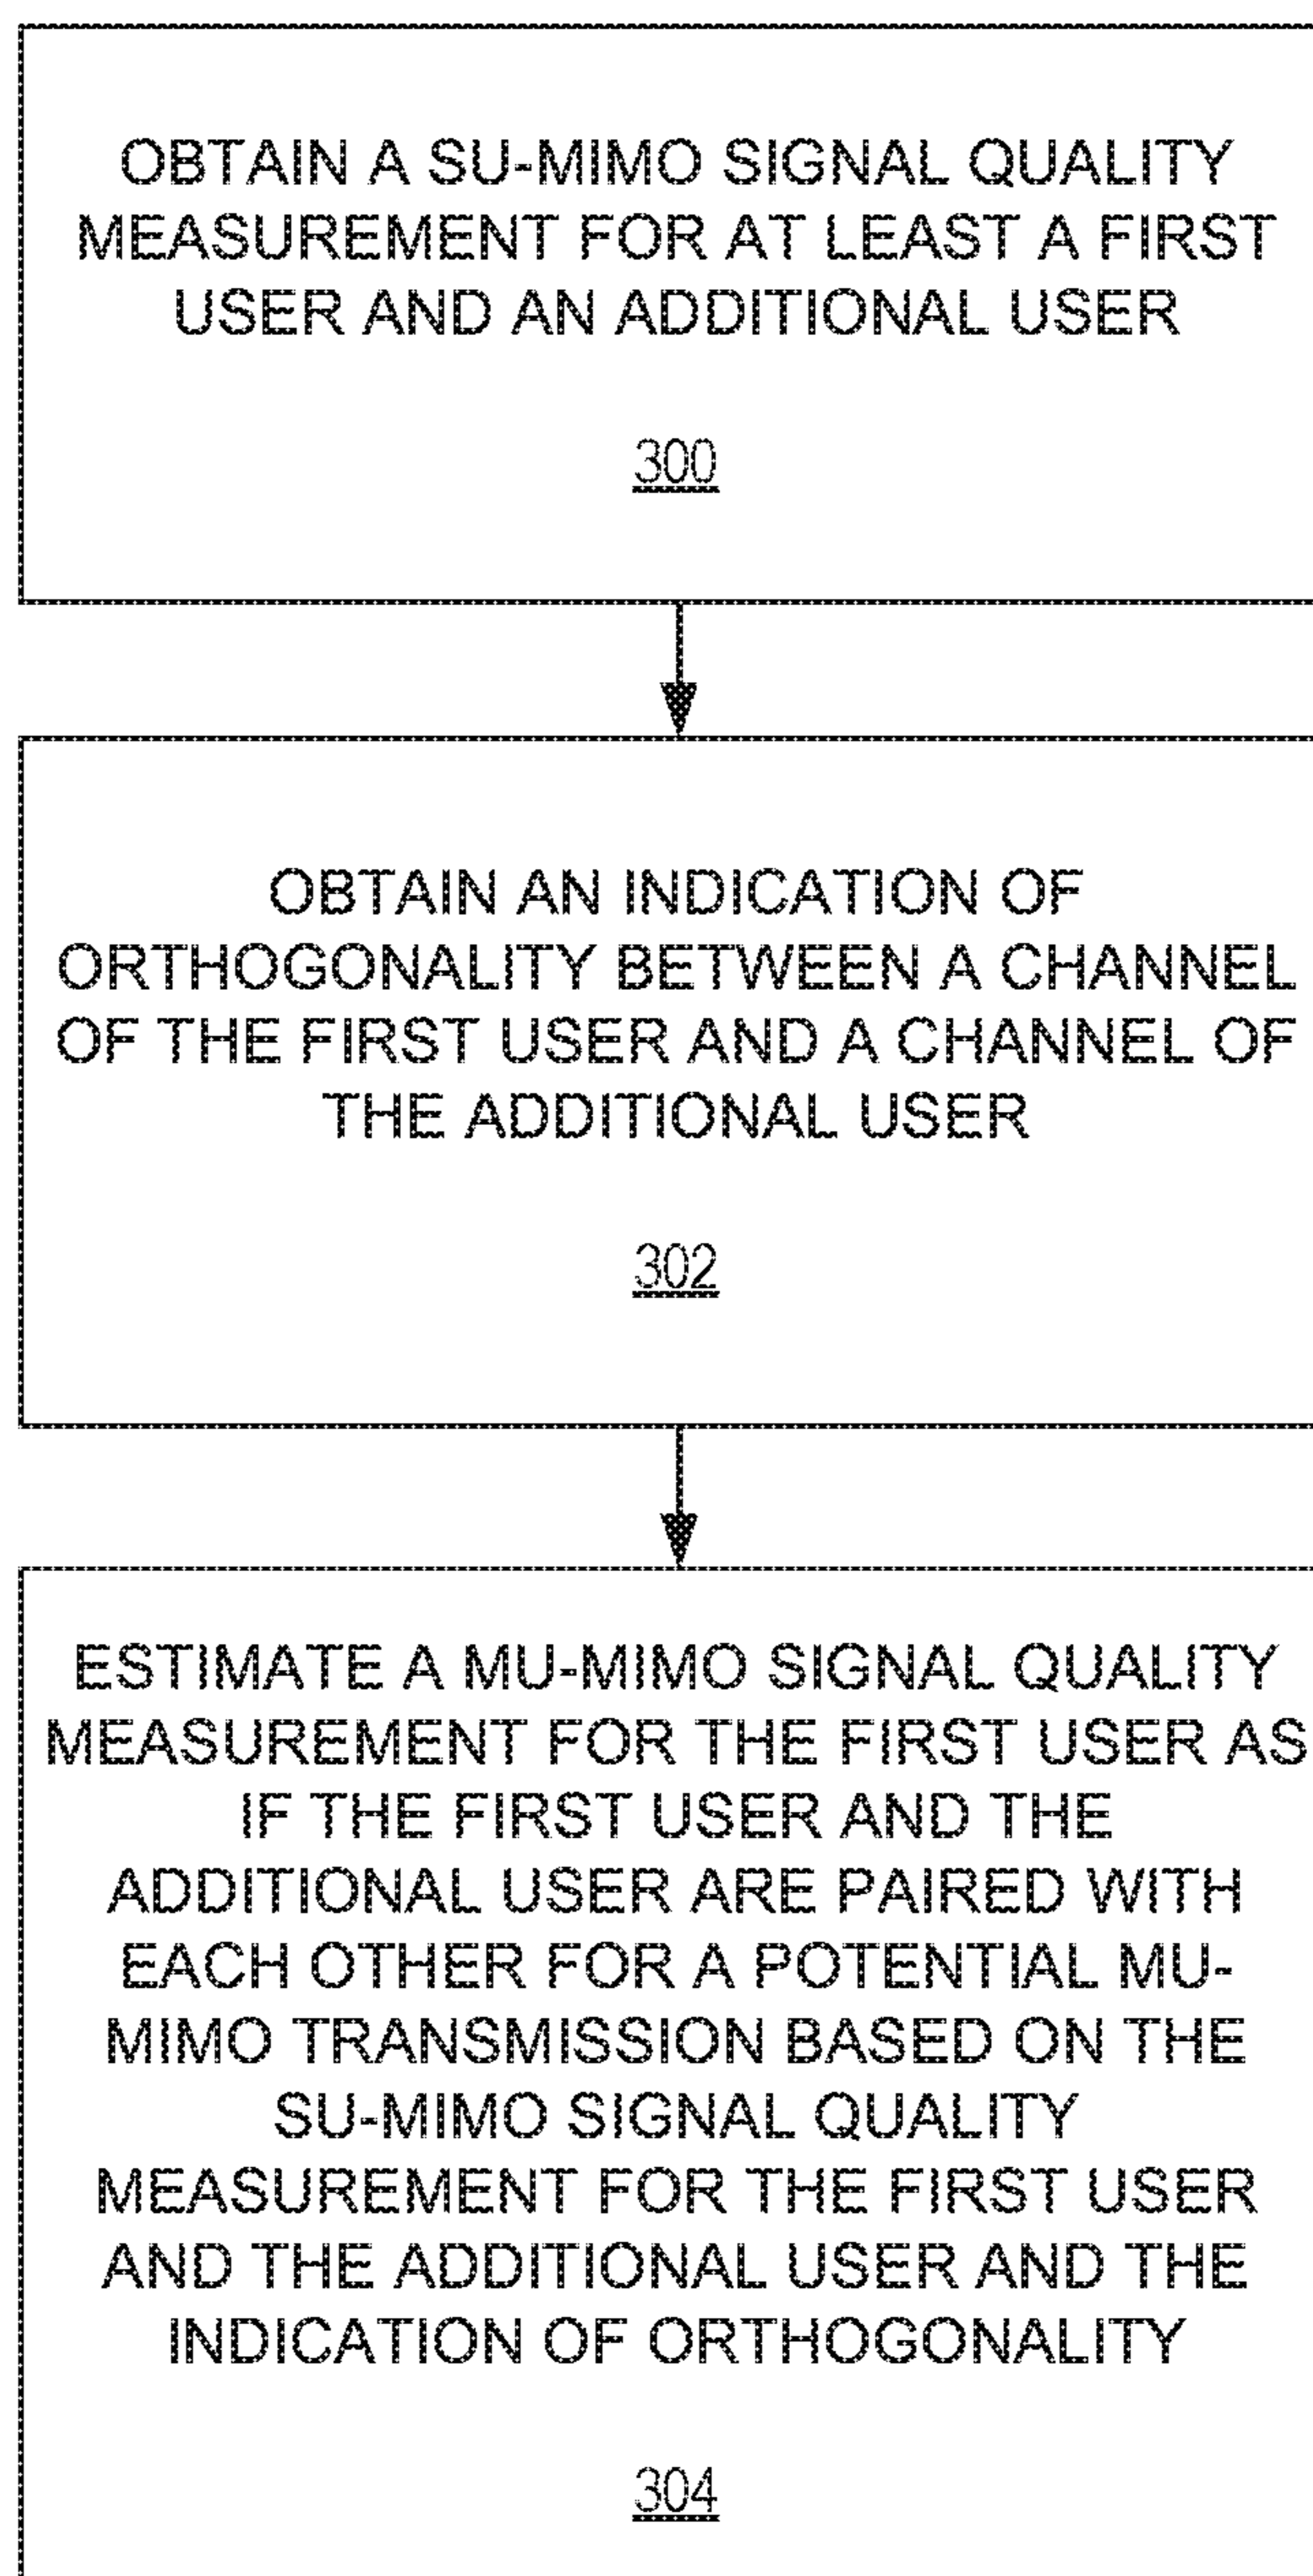 OBTAIN A SU-MIMO SIGNAL QUALITY
MEASUREMENT FOR AT LEAST A FIRST
USER AND AN ADDITIONAL USER
300
OBTAIN AN INDICATION OF
ORTHOGONALITY BETWEEN A CHANNEL
OF THE FIRST USER AND A CHANNEL OF
THE ADDITIONAL USER
302
ESTIMATE A MU-MIMO SIGNAL QUALITY
MEASUREMENT FOR THE FIRST USER AS
IF THE FIRST USER AND THE
ADDITIONAL USER ARE PAIRED WITH
EACH OTHER FOR A POTENTIAL MU-
MIMO TRANSMISSION BASED ON THE
SU-MIMO SIGNAL QUALITY
MEASUREMENT FOR THE FIRST USER
AND THE ADDITIONAL USER AND THE
INDICATION OF ORTHOGONALITY
304